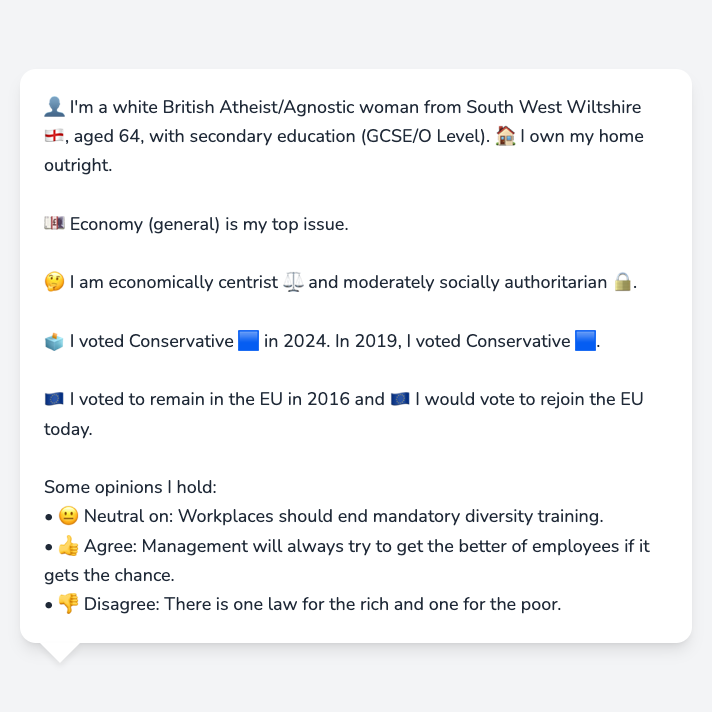 👤 I'm a white British Atheist/Agnostic woman from South West Wiltshire
🏴󠁧󠁢󠁥󠁮󠁧󠁿, aged 64, with secondary education (GCSE/O Level). 🏠 I own my home
outright.
💷 Economy (general) is my top issue.
🤔 I am economically centrist ⚖️ and moderately socially authoritarian 🔒.
🗳️ I voted Conservative 🟦 in 2024. In 2019, I voted Conservative 🟦.
🇪🇺 I voted to remain in the EU in 2016 and 🇪🇺 I would vote to rejoin the EU
today.
Some opinions I hold:
• 😐 Neutral on: Workplaces should end mandatory diversity training.
• 👍 Agree: Management will always try to get the better of employees if it
gets the chance.
• 👎 Disagree: There is one law for the rich and one for the poor.